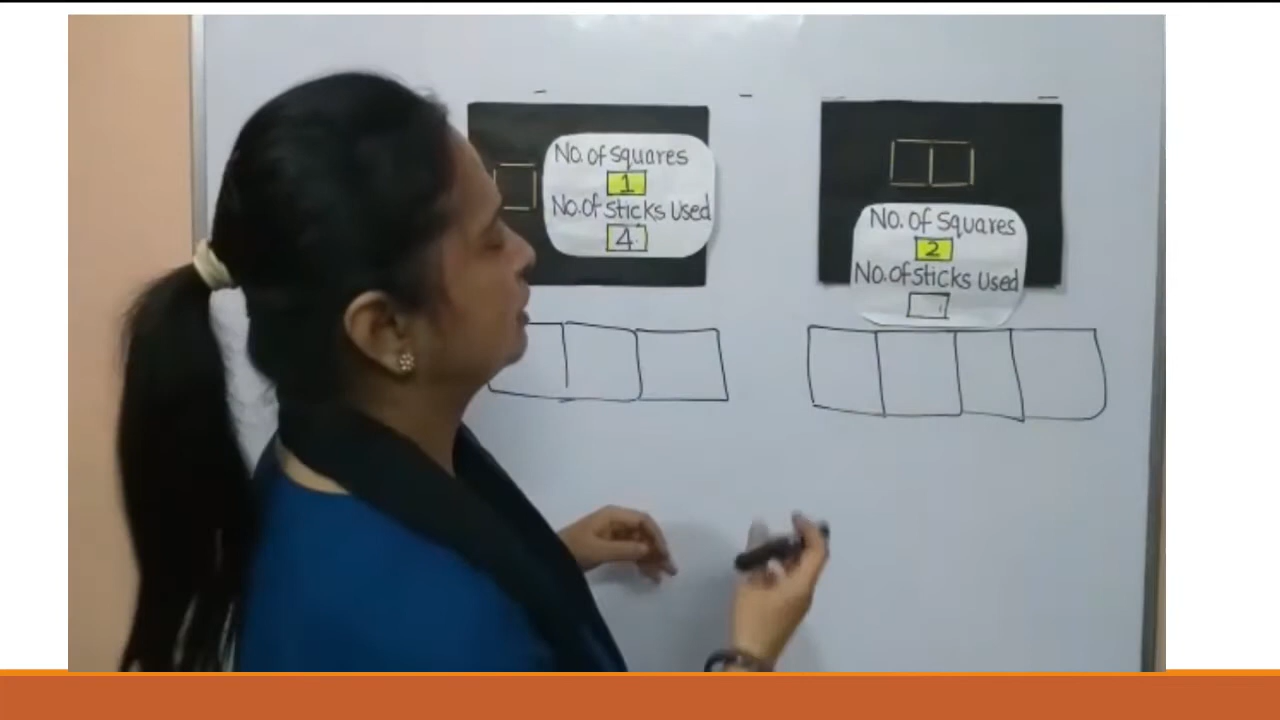 No. of Squares
1
No. of Sticks Used
4
No. of Squares
2
No. of Sticks Used